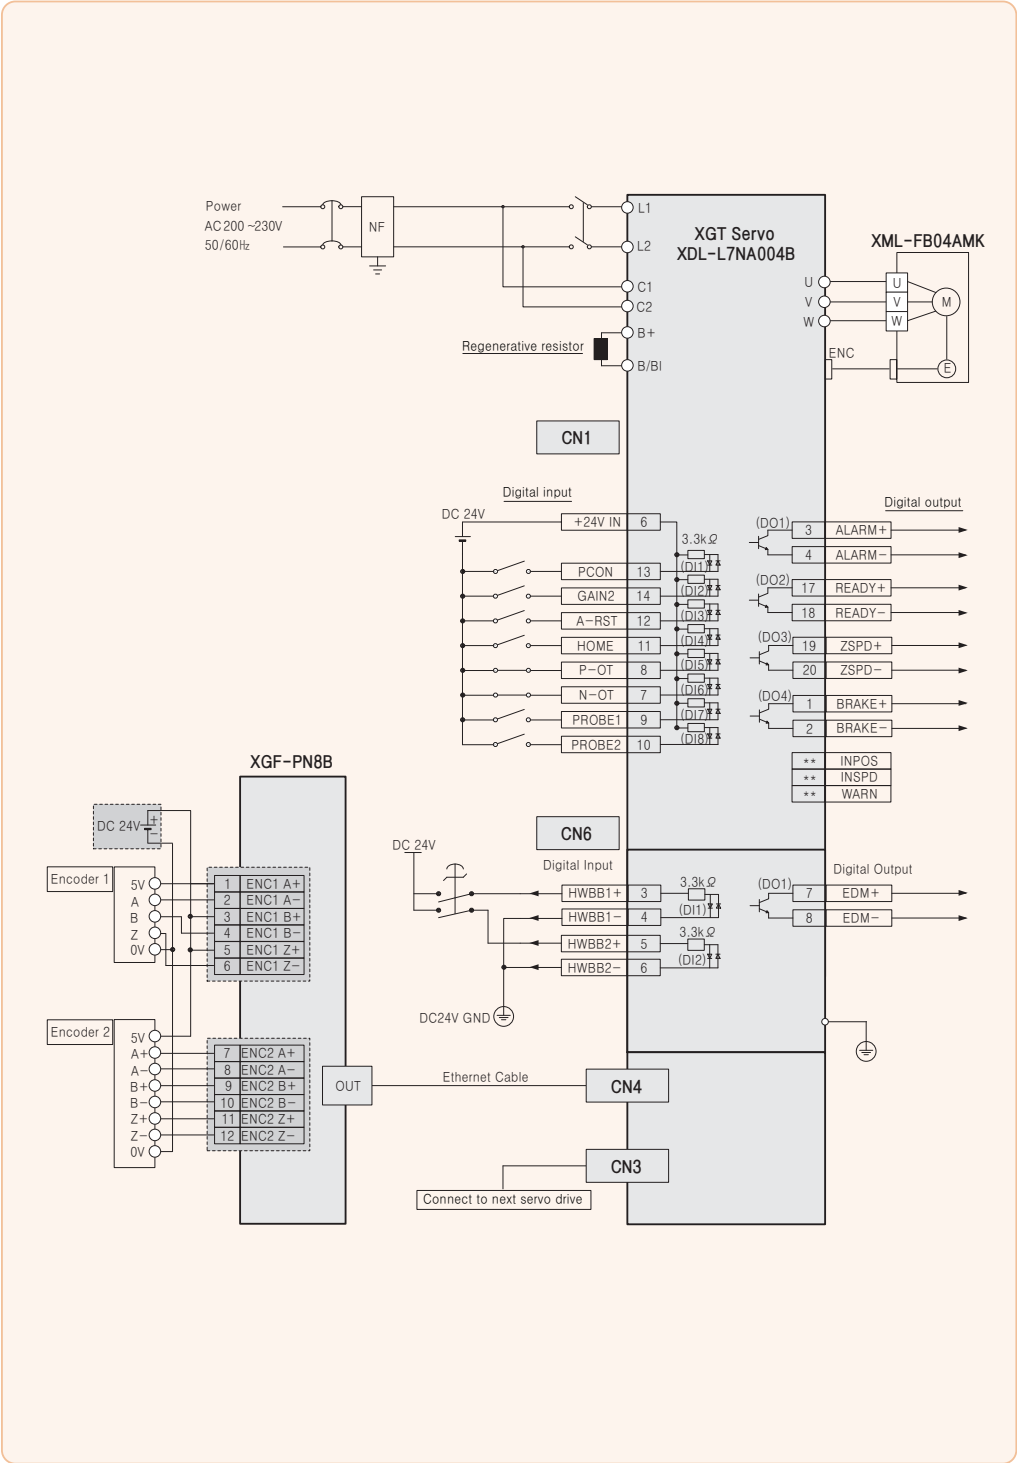 Power
AC 200 ~230V
50/60Hz
NF
L1
L2
C1
C2
B+
B/BI
Regenerative resistor
XGT Servo
XDL-L7NA004B
XML-FB04AMK
U
V
W
U
V
W
M
ENC
E
CN1
Digital input
DC 24V
+24V IN 6
3.3kΩ
PCON 13 (DI1)
GAIN2 14 (DI2)
A-RST 12 (DI3)
HOME 11 (DI4)
P-OT 8 (DI5)
N-OT 7 (DI6)
PROBE1 9 (DI7)
PROBE2 10 (DI8)
Digital output
(DO1) 3 ALARM+
4 ALARM-
(DO2) 17 READY+
18 READY-
(DO3) 19 ZSPD+
20 ZSPD-
(DO4) 1 BRAKE+
2 BRAKE-
** INPOS
** INSPD
** WARN
CN6
DC 24V
Digital Input
HWBB1+ 3 3.3kΩ
HWBB1- 4 (DI1)
HWBB2+ 5 3.3kΩ
HWBB2- 6 (DI2)
DC24V GND
Digital Output
(DO1) 7 EDM+
8 EDM-
XGF-PN8B
DC 24V + -
Encoder 1
5V
A
B
Z
0V
1 ENC1 A+
2 ENC1 A-
3 ENC1 B+
4 ENC1 B-
5 ENC1 Z+
6 ENC1 Z-
Encoder 2
5V
A+
A-
B+
B-
Z+
Z-
0V
7 ENC2 A+
8 ENC2 A-
9 ENC2 B+
10 ENC2 B-
11 ENC2 Z+
12 ENC2 Z-
OUT
Ethernet Cable
CN4
CN3
Connect to next servo drive